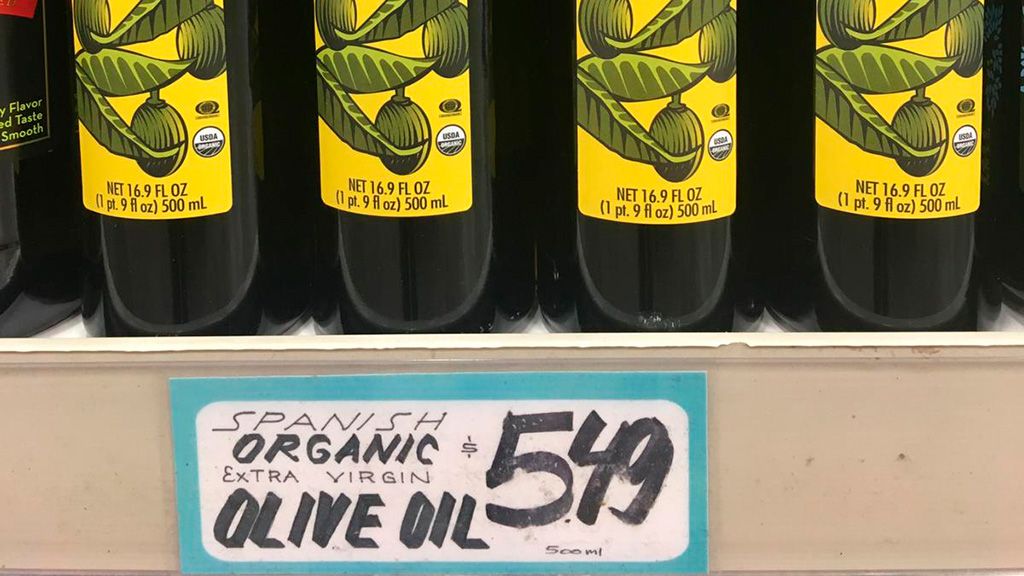 y Flavor
ed Taste
Smooth
USDA
ORGANIC
NET 16.9 FL OZ
(1 pt. 9 fl oz) 500 mL
USDA
ORGANIC
NET 16.9 FL OZ
(1 pt. 9 fl oz) 500 mL
USDA
ORGANIC
NET 16.9 FL OZ
(1 pt. 9 fl oz) 500 mL
USDA
ORGANIC
NET 16.9 FL OZ
(1 pt. 9 fl oz) 500 mL
SPANISH
ORGANIC
EXTRA VIRGIN
OLIVE OIL
$5.49
500 ml